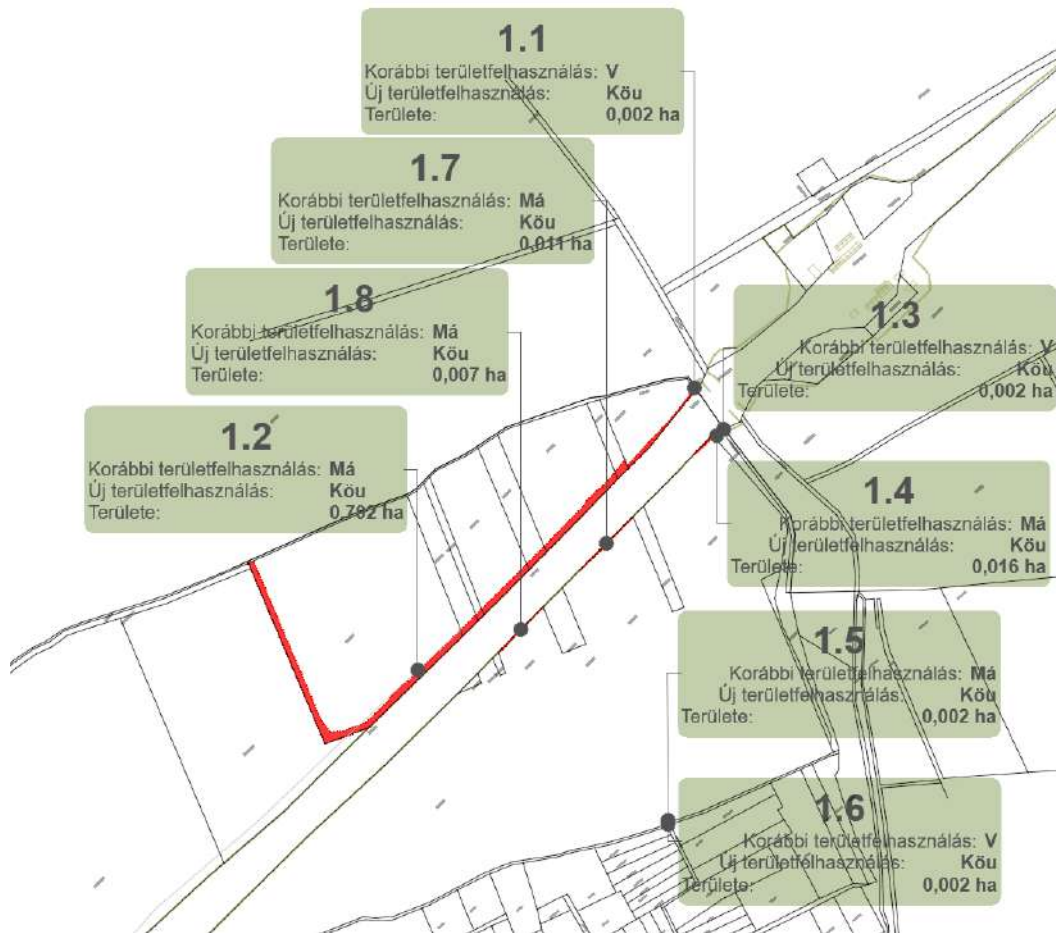 1.1
Korábbi területfelhasználás: V
Új területfelhasználás: Köu
Területe: 0,002 ha
1.7
Korábbi területfelhasználás: Má
Új területfelhasználás: Köu
Területe: 0,011 ha
1.8
Korábbi területfelhasználás: Má
Új területfelhasználás: Köu
Területe: 0,007 ha
1.3
Korábbi területfelhasználás: V
Új területfelhasználás: Köu
Területe: 0,002 ha
1.2
Korábbi területfelhasználás: Má
Új területfelhasználás: Köu
Területe: 0,782 ha
1.4
Korábbi területfelhasználás: Má
Új területfelhasználás: Köu
Területe: 0,016 ha
1.5
Korábbi területfelhasználás: Má
Új területfelhasználás: Köu
Területe: 0,002 ha
1.6
Korábbi területfelhasználás: V
Új területfelhasználás: Köu
Területe: 0,002 ha